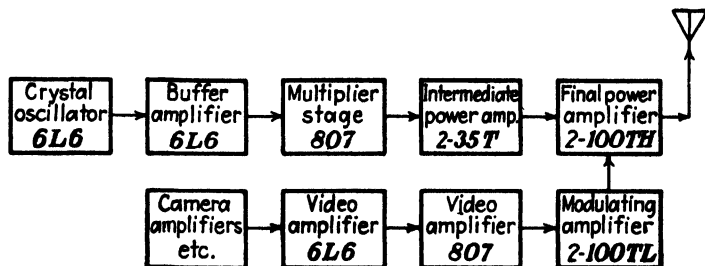 Crystal
oscillator
6L6
Buffer
amplifier
6L6
Multiplier
stage
807
Intermediate
power amp.
2-35T
Final power
amplifier
2-100TH
Camera
amplifiers
etc.
Video
amplifier
6L6
Video
amplifier
807
Modulating
amplifier
2-100TL